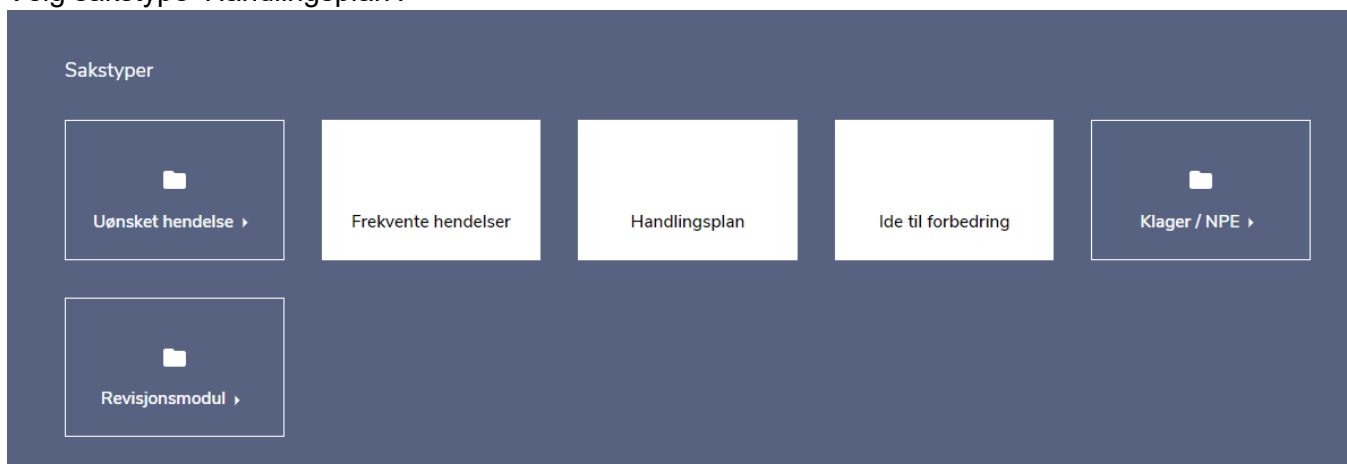 Sakstyper
Uønsket hendelse
Frekvente hendelser
Handlingsplan
Ide til forbedring
Klager / NPE
Revisjonsmodul